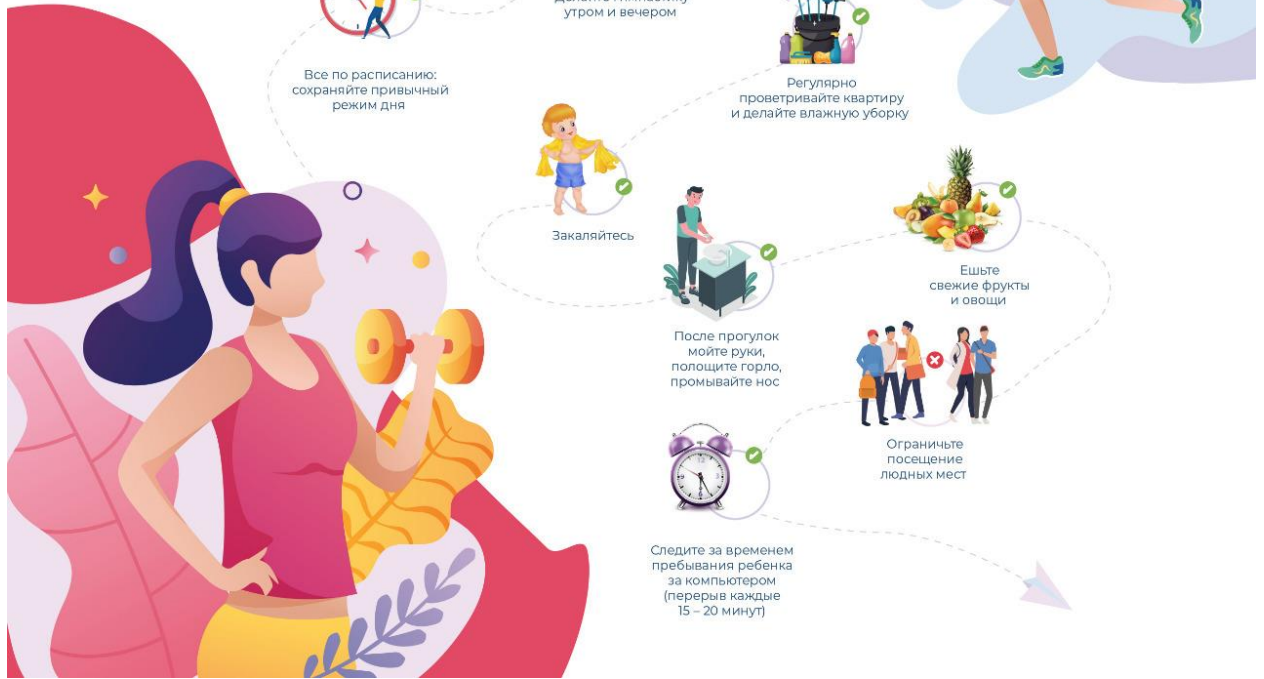 Делайте гимнастику
утром и вечером
Все по расписанию:
сохраняйте привычный
режим дня
Регулярно
проветривайте квартиру
и делайте влажную уборку
Закаляйтесь
После прогулок
мойте руки,
полощите горло,
промывайте нос
Ешьте
свежие фрукты
и овощи
Ограничьте
посещение
людных мест
Следите за временем
пребывания ребенка
за компьютером
(перерыв каждые
15 – 20 минут)